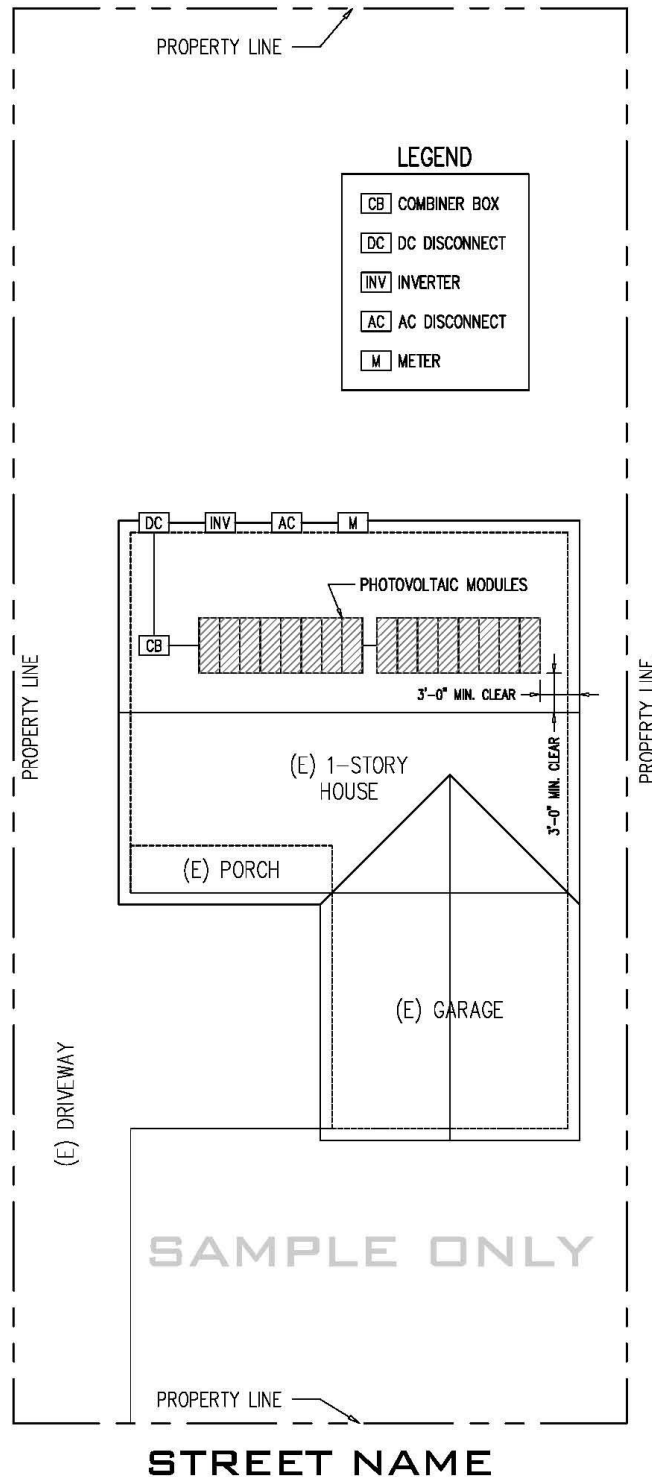 PROPERTY LINE
LEGEND
CB COMBINER BOX
DC DC DISCONNECT
INV INVERTER
AC AC DISCONNECT
M METER
DC INV AC M
PHOTOVOLTAIC MODULES
CB
3'-0" MIN. CLEAR
3'-0" MIN. CLEAR
PROPERTY LINE
PROPERTY LINE
(E) 1-STORY
HOUSE
(E) PORCH
(E) GARAGE
(E) DRIVEWAY
SAMPLE ONLY
PROPERTY LINE
STREET NAME